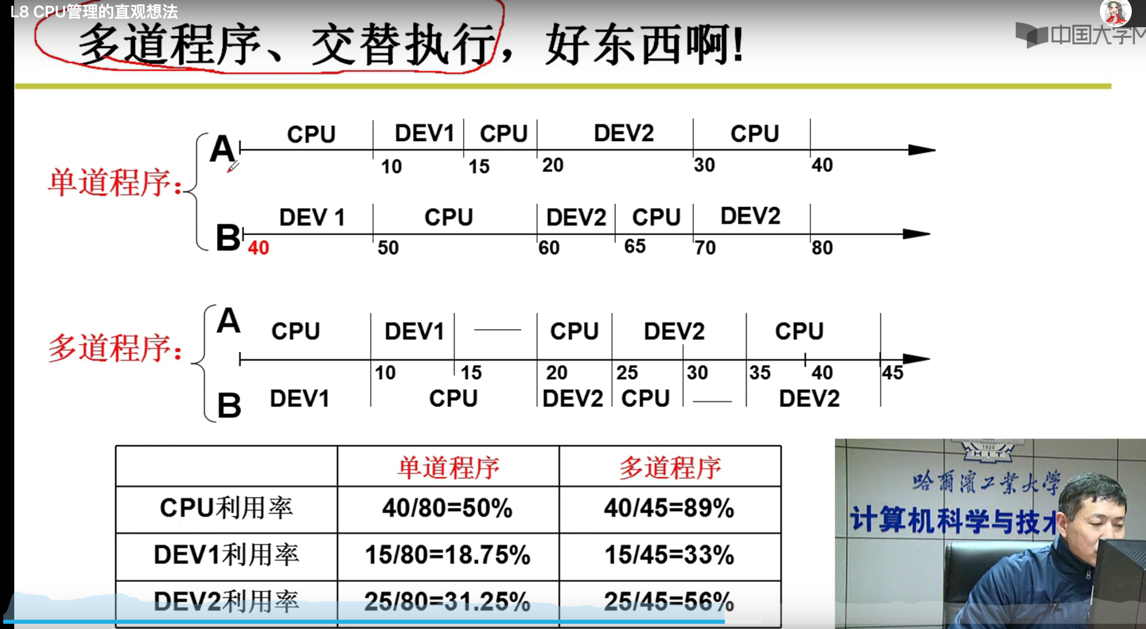 L8 CPU管理的直观想法
多道程序、交替执行，好东西啊!
中国大学M
单道程序：
A
CPU DEV1 CPU DEV2 CPU
10 15 20 30 40
B
DEV 1 CPU DEV2 CPU DEV2
40 50 60 65 70 80
多道程序：
A
CPU DEV1 CPU DEV2 CPU
10 15 20 25 30 35 40 45
B
DEV1 CPU DEV2 CPU DEV2
单道程序 多道程序
CPU利用率 40/80=50% 40/45=89%
DEV1利用率 15/80=18.75% 15/45=33%
DEV2利用率 25/80=31.25% 25/45=56%
1920
HIT
哈尔滨工业大学
计算机科学与技术